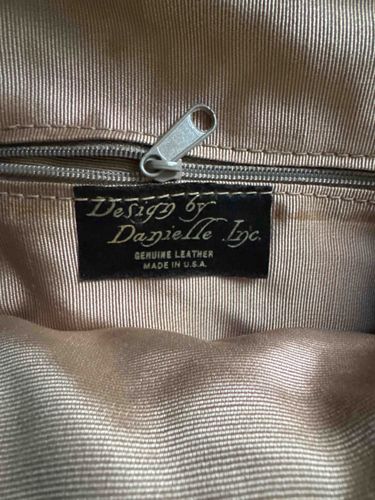 Design by
Danielle Inc.
GENUINE LEATHER
MADE IN U.S.A.